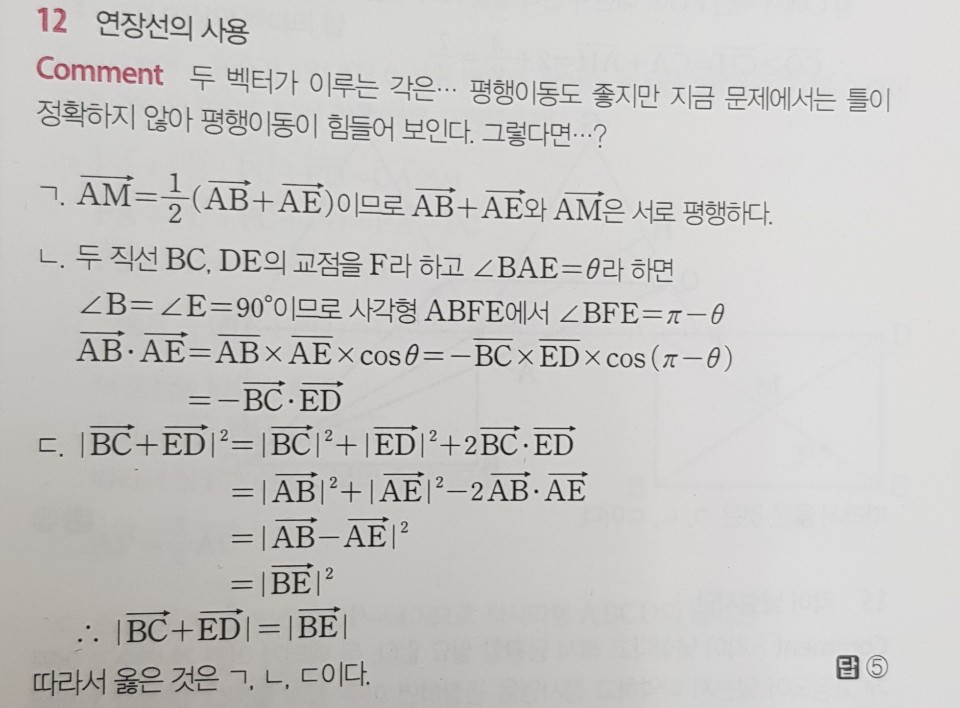 12 연장선의 사용
Comment 두 벡터가 이루는 각은… 평행이동도 좋지만 지금 문제에서는 틀이
정확하지 않아 평행이동이 힘들어 보인다. 그렇다면…?
ㄱ. $\overrightarrow{AM}=\frac{1}{2}(\overrightarrow{AB}+\overrightarrow{AE})$이므로 $\overrightarrow{AB}+\overrightarrow{AE}$와 $\overrightarrow{AM}$은 서로 평행하다.
ㄴ. 두 직선 BC, DE의 교점을 F라 하고 ∠BAE=θ라 하면
∠B=∠E=90°이므로 사각형 ABFE에서 ∠BFE=π−θ
$\overrightarrow{AB}\cdot\overrightarrow{AE}=\overline{AB}\times\overline{AE}\times\cos\theta=-\overline{BC}\times\overline{ED}\times\cos(\pi-\theta)$
$=-\overrightarrow{BC}\cdot\overrightarrow{ED}$
ㄷ. $|\overrightarrow{BC}+\overrightarrow{ED}|^2=|\overrightarrow{BC}|^2+|\overrightarrow{ED}|^2+2\overrightarrow{BC}\cdot\overrightarrow{ED}$
$=|\overrightarrow{AB}|^2+|\overrightarrow{AE}|^2-2\overrightarrow{AB}\cdot\overrightarrow{AE}$
$=|\overrightarrow{AB}-\overrightarrow{AE}|^2$
$=|\overrightarrow{BE}|^2$
∴ $|\overrightarrow{BC}+\overrightarrow{ED}|=|\overrightarrow{BE}|$
따라서 옳은 것은 ㄱ, ㄴ, ㄷ이다. 답 ⑤